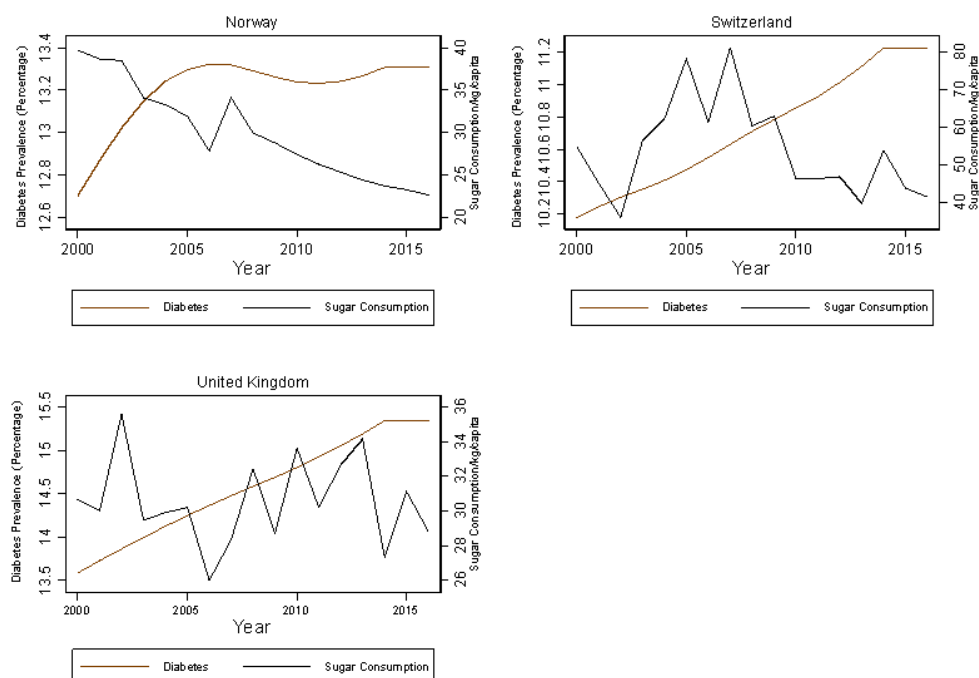 Norway
Diabetes Prevalence (Percentage)
12.6 12.8 13 13.2 13.4
20 25 30 35 40
Sugar Consumption/kg/capita
2000 2005 2010 2015
Year
Diabetes Sugar Consumption
Switzerland
Diabetes Prevalence (Percentage)
10.2 10.4 10.6 10.8 11 11.2
40 50 60 70 80
Sugar Consumption/kg/capita
2000 2005 2010 2015
Year
Diabetes Sugar Consumption
United Kingdom
Diabetes Prevalence (Percentage)
13.5 14 14.5 15 15.5
26 28 30 32 34 36
Sugar Consumption/kg/capita
2000 2005 2010 2015
Year
Diabetes Sugar Consumption